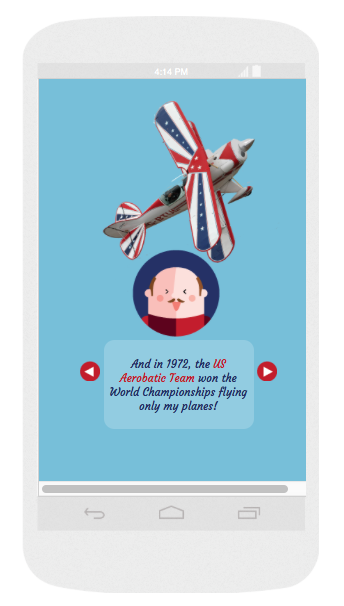 4:14 PM
And in 1972, the US
Aerobatic Team won the
World Championships flying
only my planes!